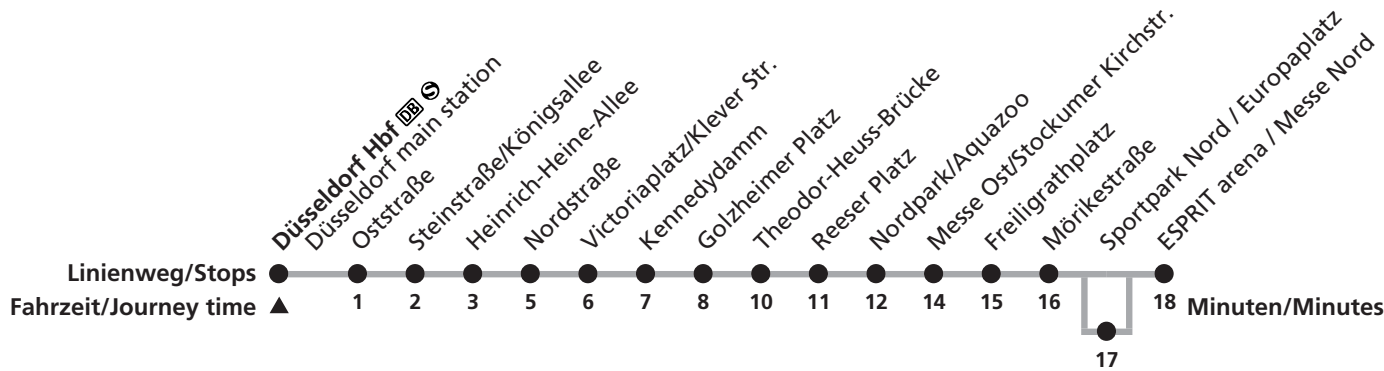 Düsseldorf Hbf DB S
Düsseldorf main station
Oststraße
Steinstraße/Königsallee
Heinrich-Heine-Allee
Nordstraße
Victoriaplatz/Klever Str.
Kennedydamm
Golzheimer Platz
Theodor-Heuss-Brücke
Reeser Platz
Nordpark/Aquazoo
Messe Ost/Stockumer Kirchstr.
Freiligrathplatz
Mörikestraße
Sportpark Nord / Europaplatz
ESPRIT arena / Messe Nord
Linienweg/Stops
Fahrzeit/Journey time ▲ 1 2 3 5 6 7 8 10 11 12 14 15 16 18 Minuten/Minutes
17